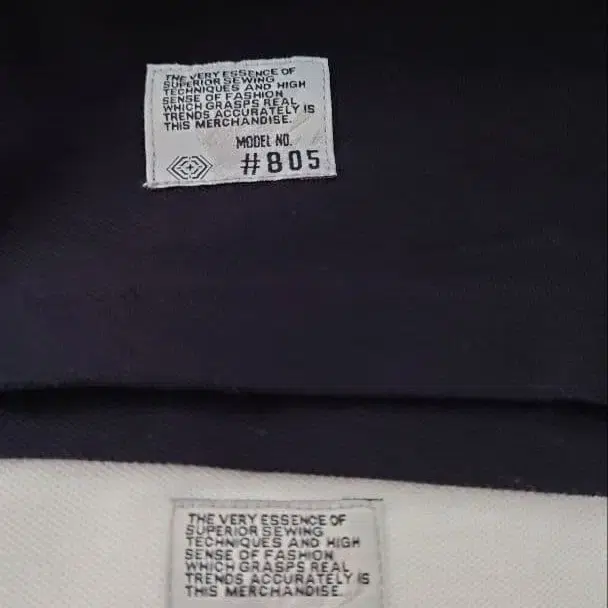 THE VERY ESSENCE OF
SUPERIOR SEWING
TECHNIQUES AND HIGH
SENSE OF FASHION
WHICH GRASPS REAL
TRENDS ACCURATELY IS
THIS MERCHANDISE.
MODEL NO.
#805
THE VERY ESSENCE OF
SUPERIOR SEWING
TECHNIQUES AND HIGH
SENSE OF FASHION
WHICH GRASPS REAL
TRENDS ACCURATELY IS
THIS MERCHANDISE.